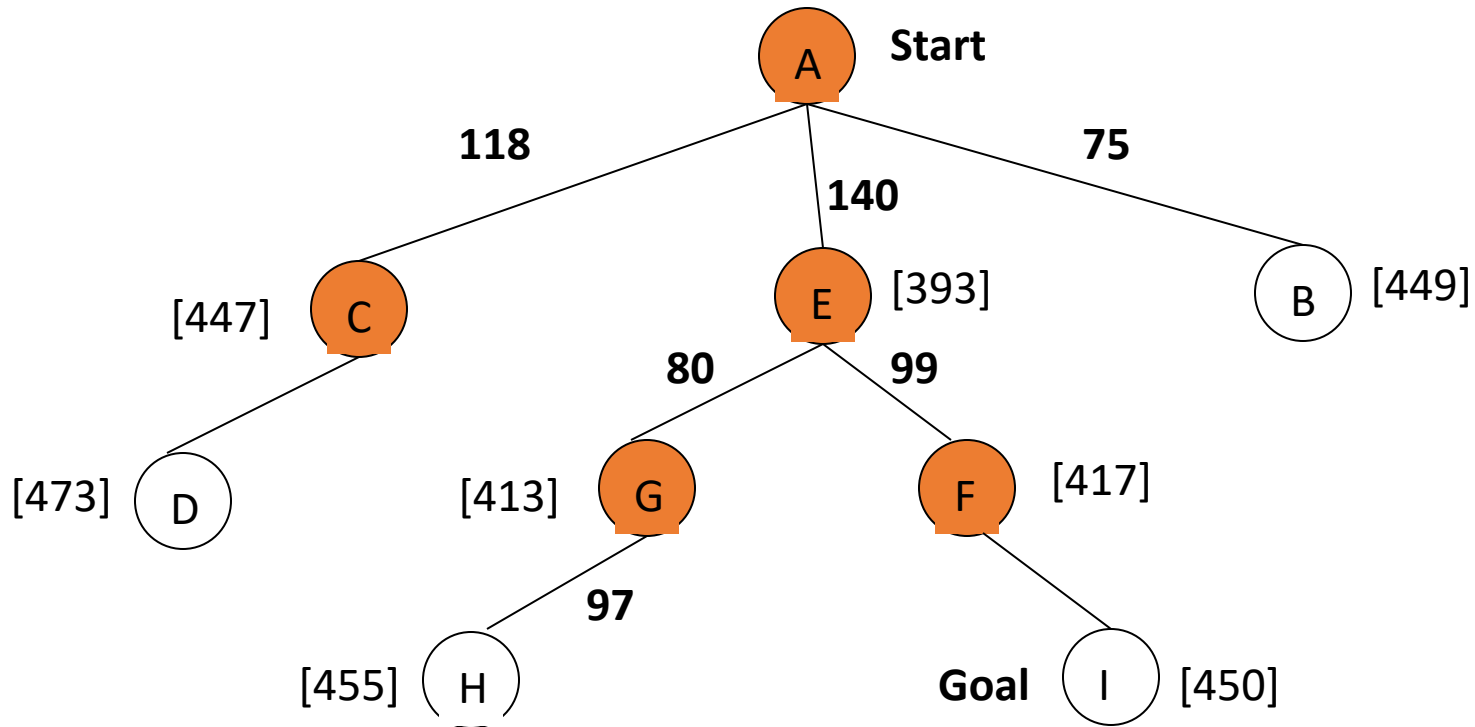 A Start
118
75
140
[447] C
E [393]
B [449]
80
99
[473] D
[413] G
F [417]
97
[455] H
Goal I [450]